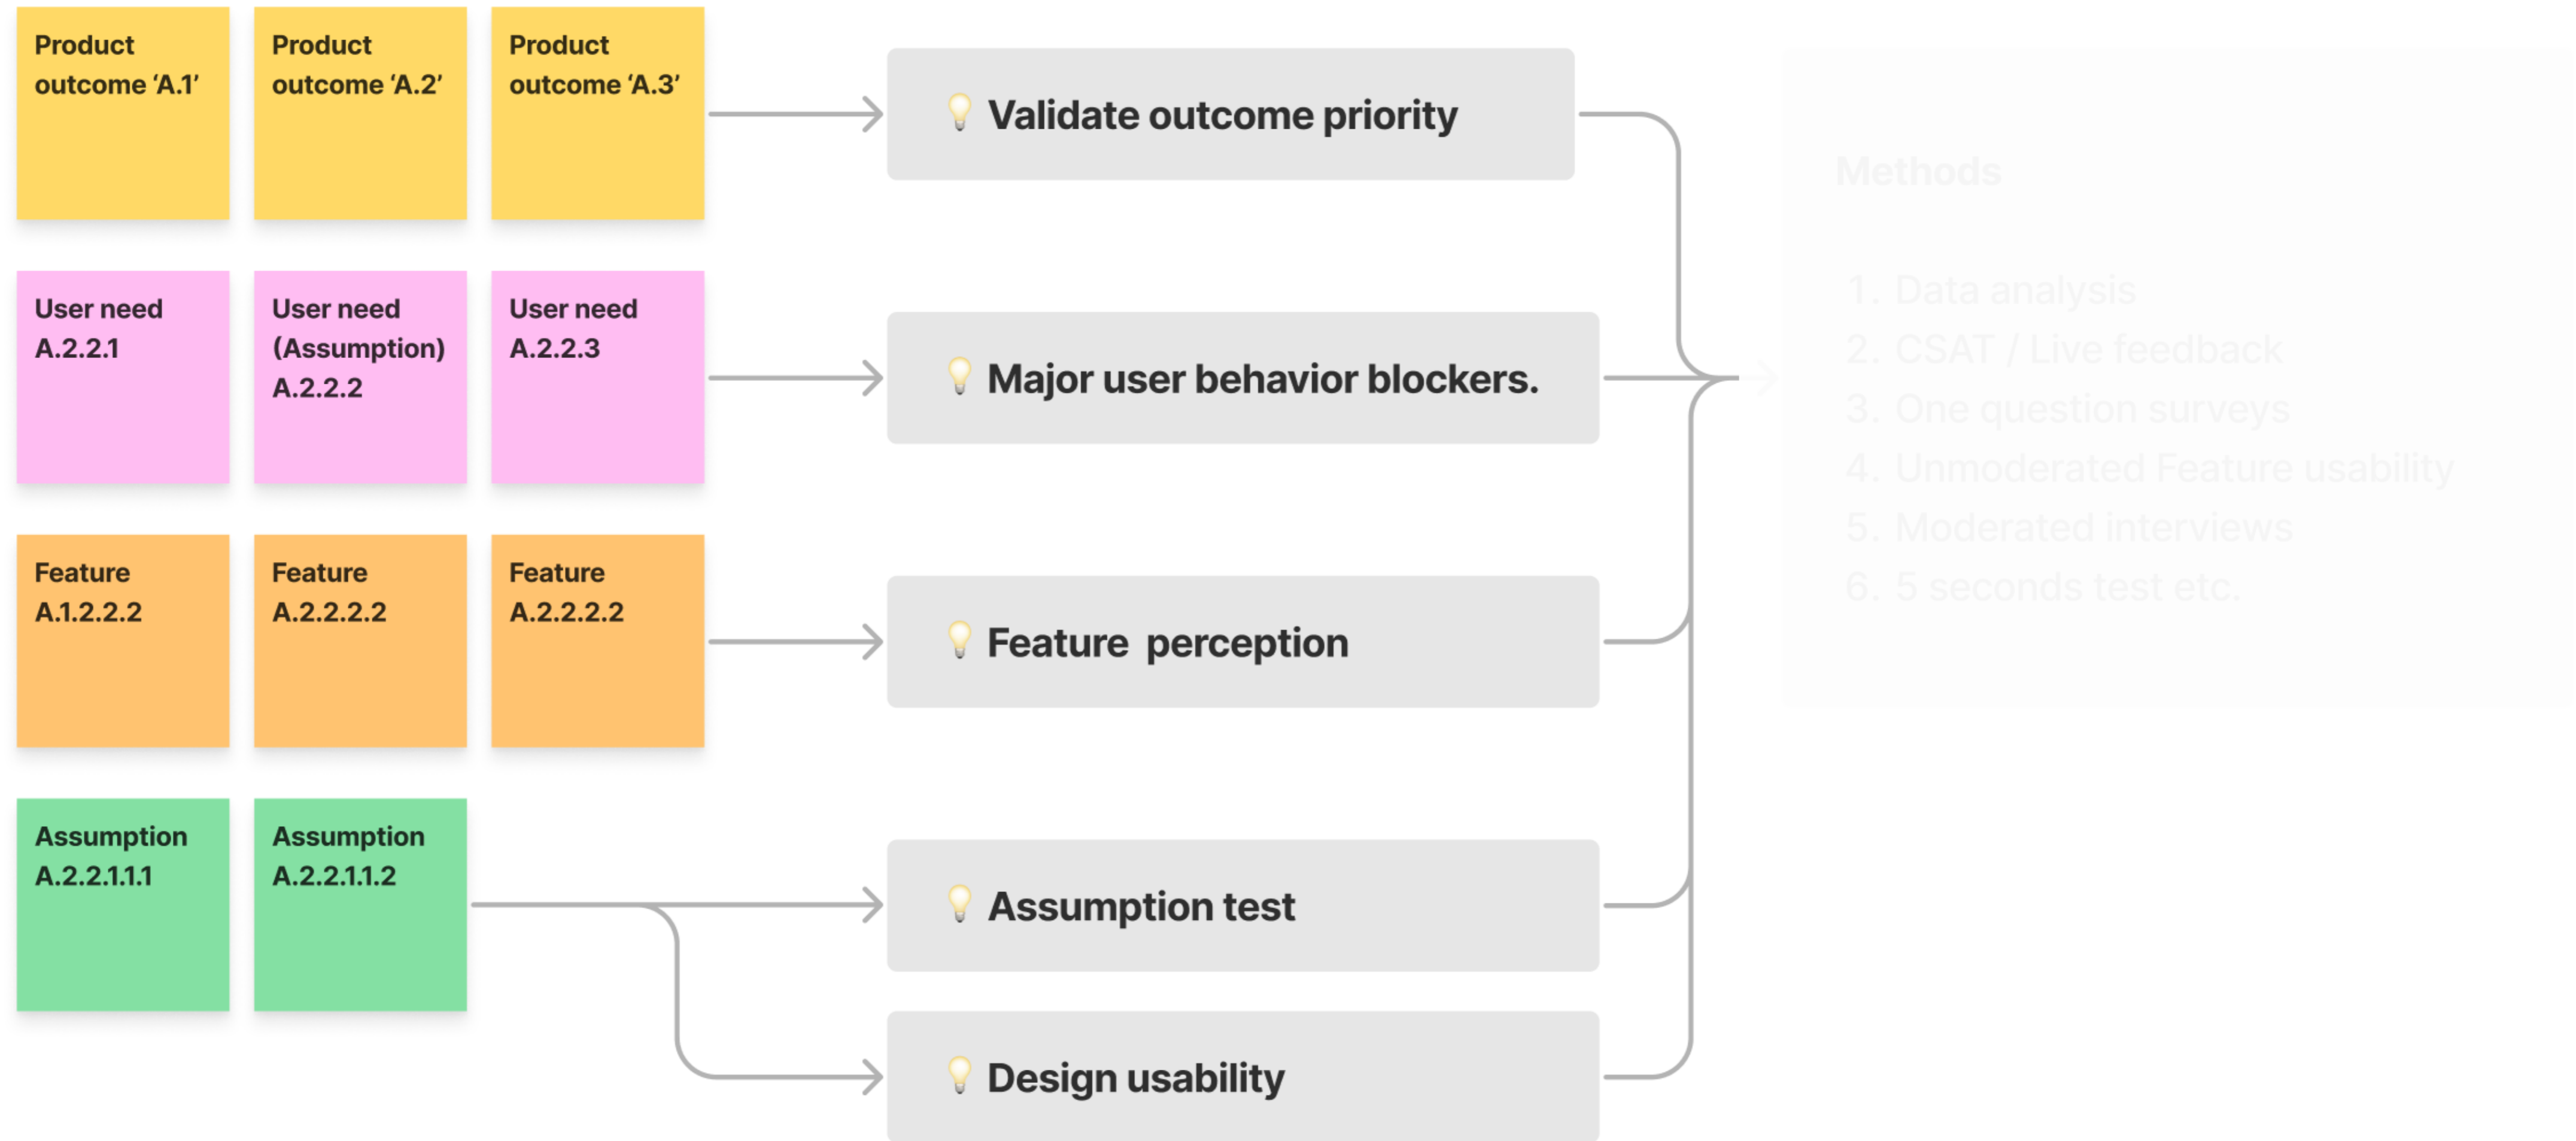 Product
outcome ‘A.1’
Product
outcome ‘A.2’
Product
outcome ‘A.3’
💡 Validate outcome priority
User need
A.2.2.1
User need
(Assumption)
A.2.2.2
User need
A.2.2.3
💡 Major user behavior blockers.
Feature
A.1.2.2.2
Feature
A.2.2.2.2
Feature
A.2.2.2.2
💡 Feature  perception
Assumption
A.2.2.1.1.1
Assumption
A.2.2.1.1.2
💡 Assumption test
💡 Design usability
Methods
1. Data analysis
2. CSAT / Live feedback
3. One question surveys
4. Unmoderated Feature usability
5. Moderated interviews
6. 5 seconds test etc.